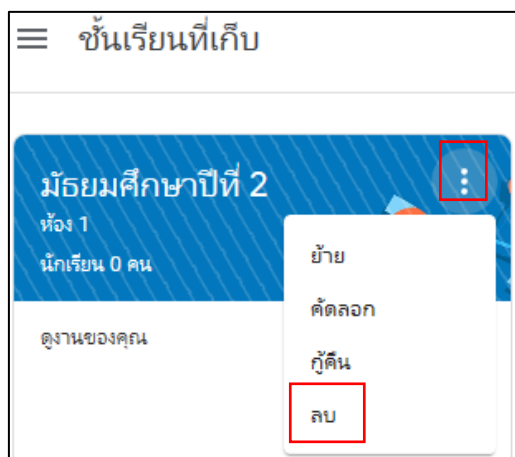 ชั้นเรียนที่เก็บ
มัธยมศึกษาปีที่ 2
ห้อง 1
นักเรียน 0 คน
ดูงานของคุณ
ย้าย
คัดลอก
กู้คืน
ลบ